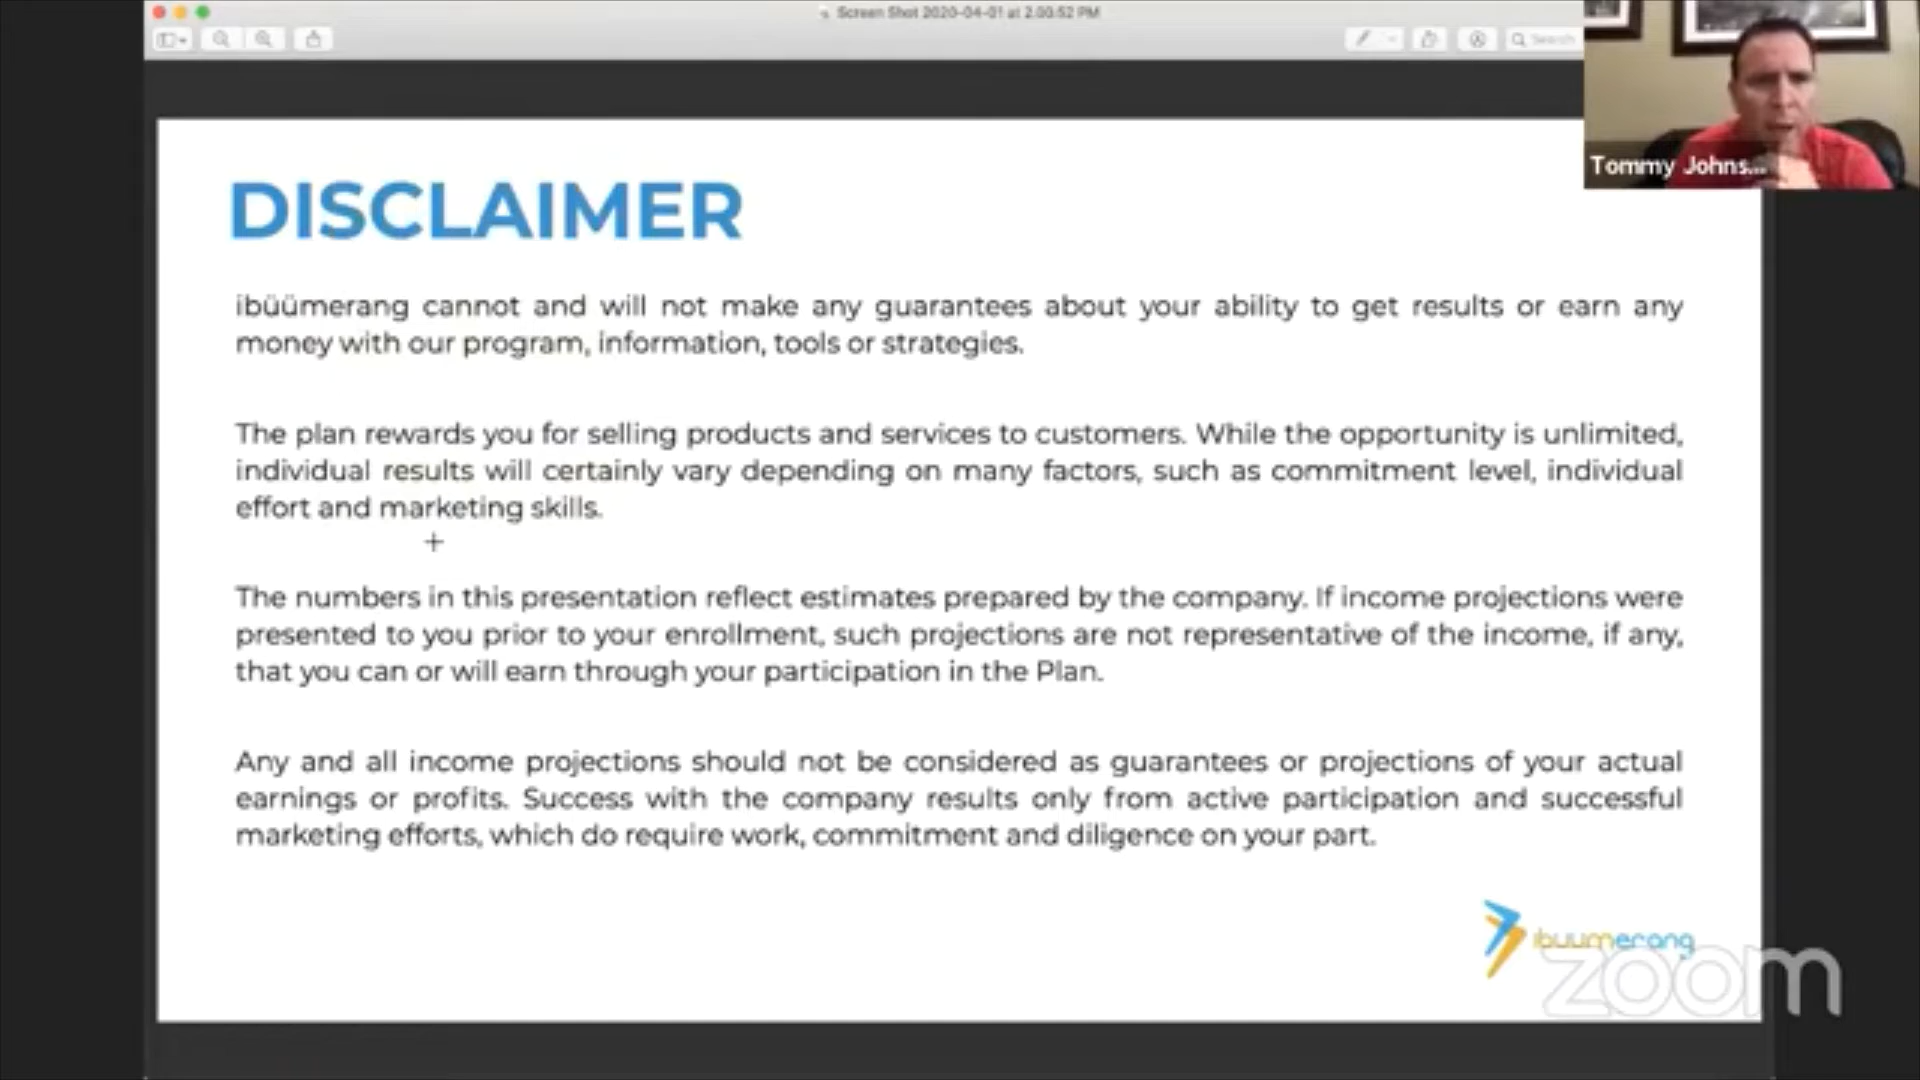 Screen Shot 2020-04-01 at 2.00.52 PM
Search
Tommy Johns...
DISCLAIMER
ibüümerang cannot and will not make any guarantees about your ability to get results or earn any
money with our program, information, tools or strategies.
The plan rewards you for selling products and services to customers. While the opportunity is unlimited,
individual results will certainly vary depending on many factors, such as commitment level, individual
effort and marketing skills.
The numbers in this presentation reflect estimates prepared by the company. If income projections were
presented to you prior to your enrollment, such projections are not representative of the income, if any,
that you can or will earn through your participation in the Plan.
Any and all income projections should not be considered as guarantees or projections of your actual
earnings or profits. Success with the company results only from active participation and successful
marketing efforts, which do require work, commitment and diligence on your part.
ibuumerang
zoom